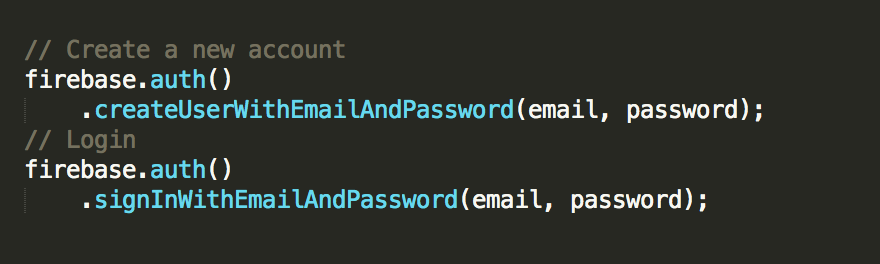 // Create a new account
firebase.auth()
    .createUserWithEmailAndPassword(email, password);
// Login
firebase.auth()
    .signInWithEmailAndPassword(email, password);